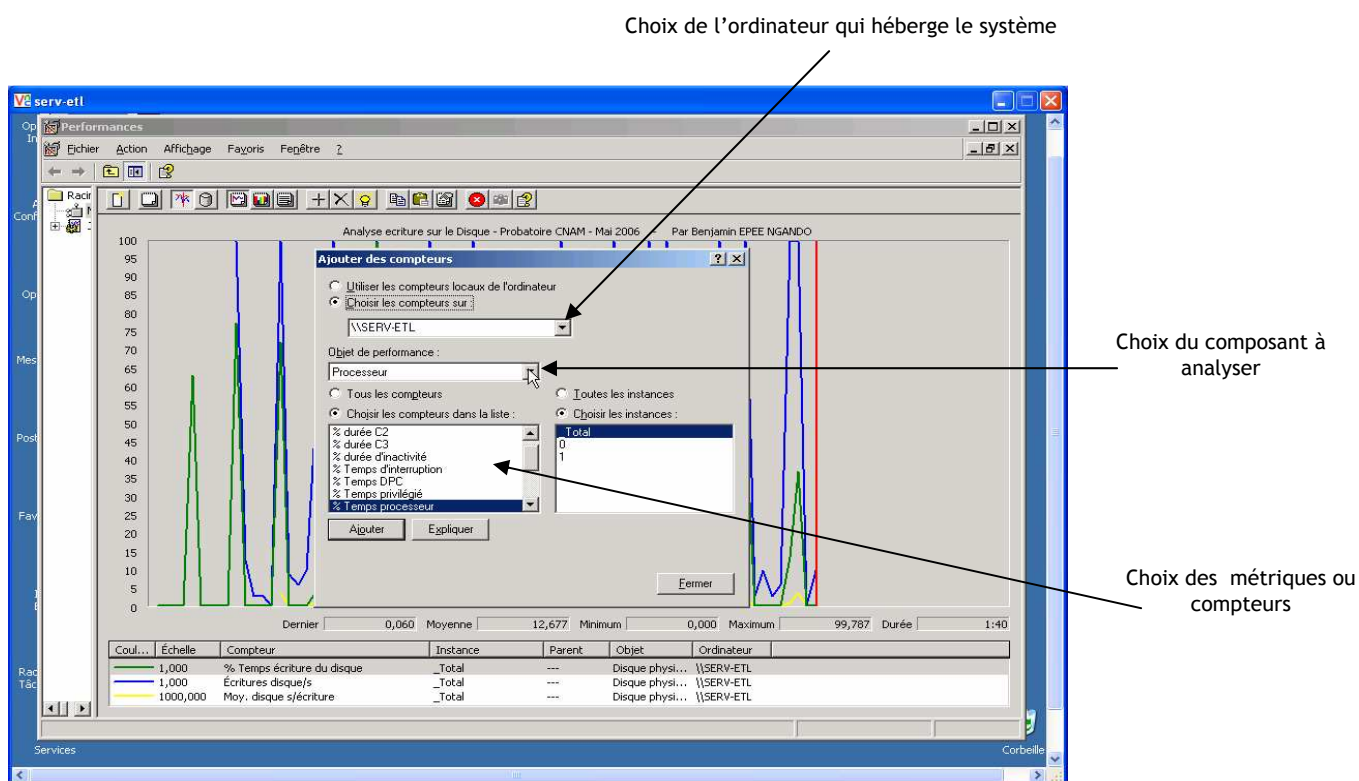 Choix de l’ordinateur qui héberge le système
serv-etl
Performances
Fichier Action Affichage Favoris Fenêtre ?
Analyse ecriture sur le Disque - Probatoire CNAM - Mai 2006 - Par Benjamin EPEE NGANDO
100
95
90
85
80
75
70
65
60
55
50
45
40
35
30
25
20
15
10
5
0
Ajouter des compteurs
Utiliser les compteurs locaux de l'ordinateur
Choisir les compteurs sur :
\\SERV-ETL
Objet de performance :
Processeur
Tous les compteurs
Toutes les instances
Choisir les compteurs dans la liste :
Choisir les instances :
% durée C2
% durée C3
% durée d'inactivité
% Temps d'interruption
% Temps DPC
% Temps privilégié
% Temps processeur
_Total
0
1
Ajouter
Expliquer
Fermer
Choix du composant à
analyser
Choix des métriques ou
compteurs
Dernier 0,060 Moyenne 12,677 Minimum 0,000 Maximum 99,787 Durée 1:40
Coul... Échelle Compteur Instance Parent Objet Ordinateur
1,000 % Temps écriture du disque _Total --- Disque physi... \\SERV-ETL
1,000 Écritures disque/s _Total --- Disque physi... \\SERV-ETL
1000,000 Moy. disque s/écriture _Total --- Disque physi... \\SERV-ETL
Services
Corbeille